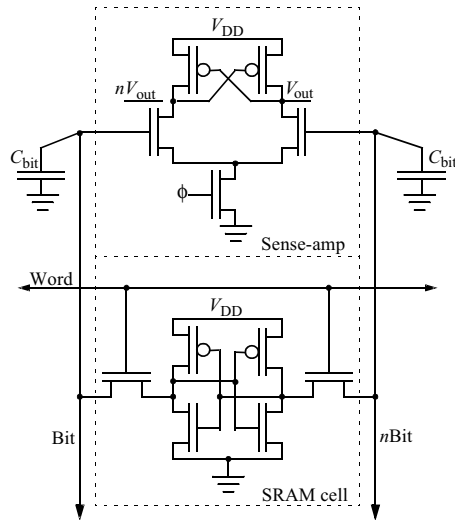 V_DD
nV_out
V_out
C_bit
C_bit
ϕ
Sense-amp
Word
V_DD
Bit
nBit
SRAM cell